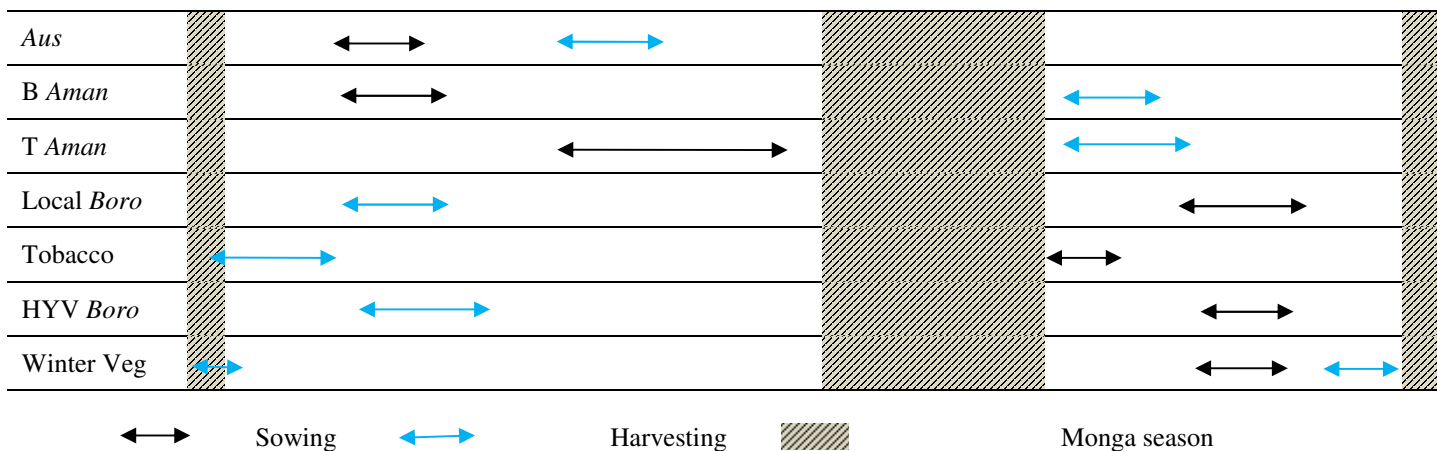 Aus
B Aman
T Aman
Local Boro
Tobacco
HYV Boro
Winter Veg
Sowing Harvesting Monga season